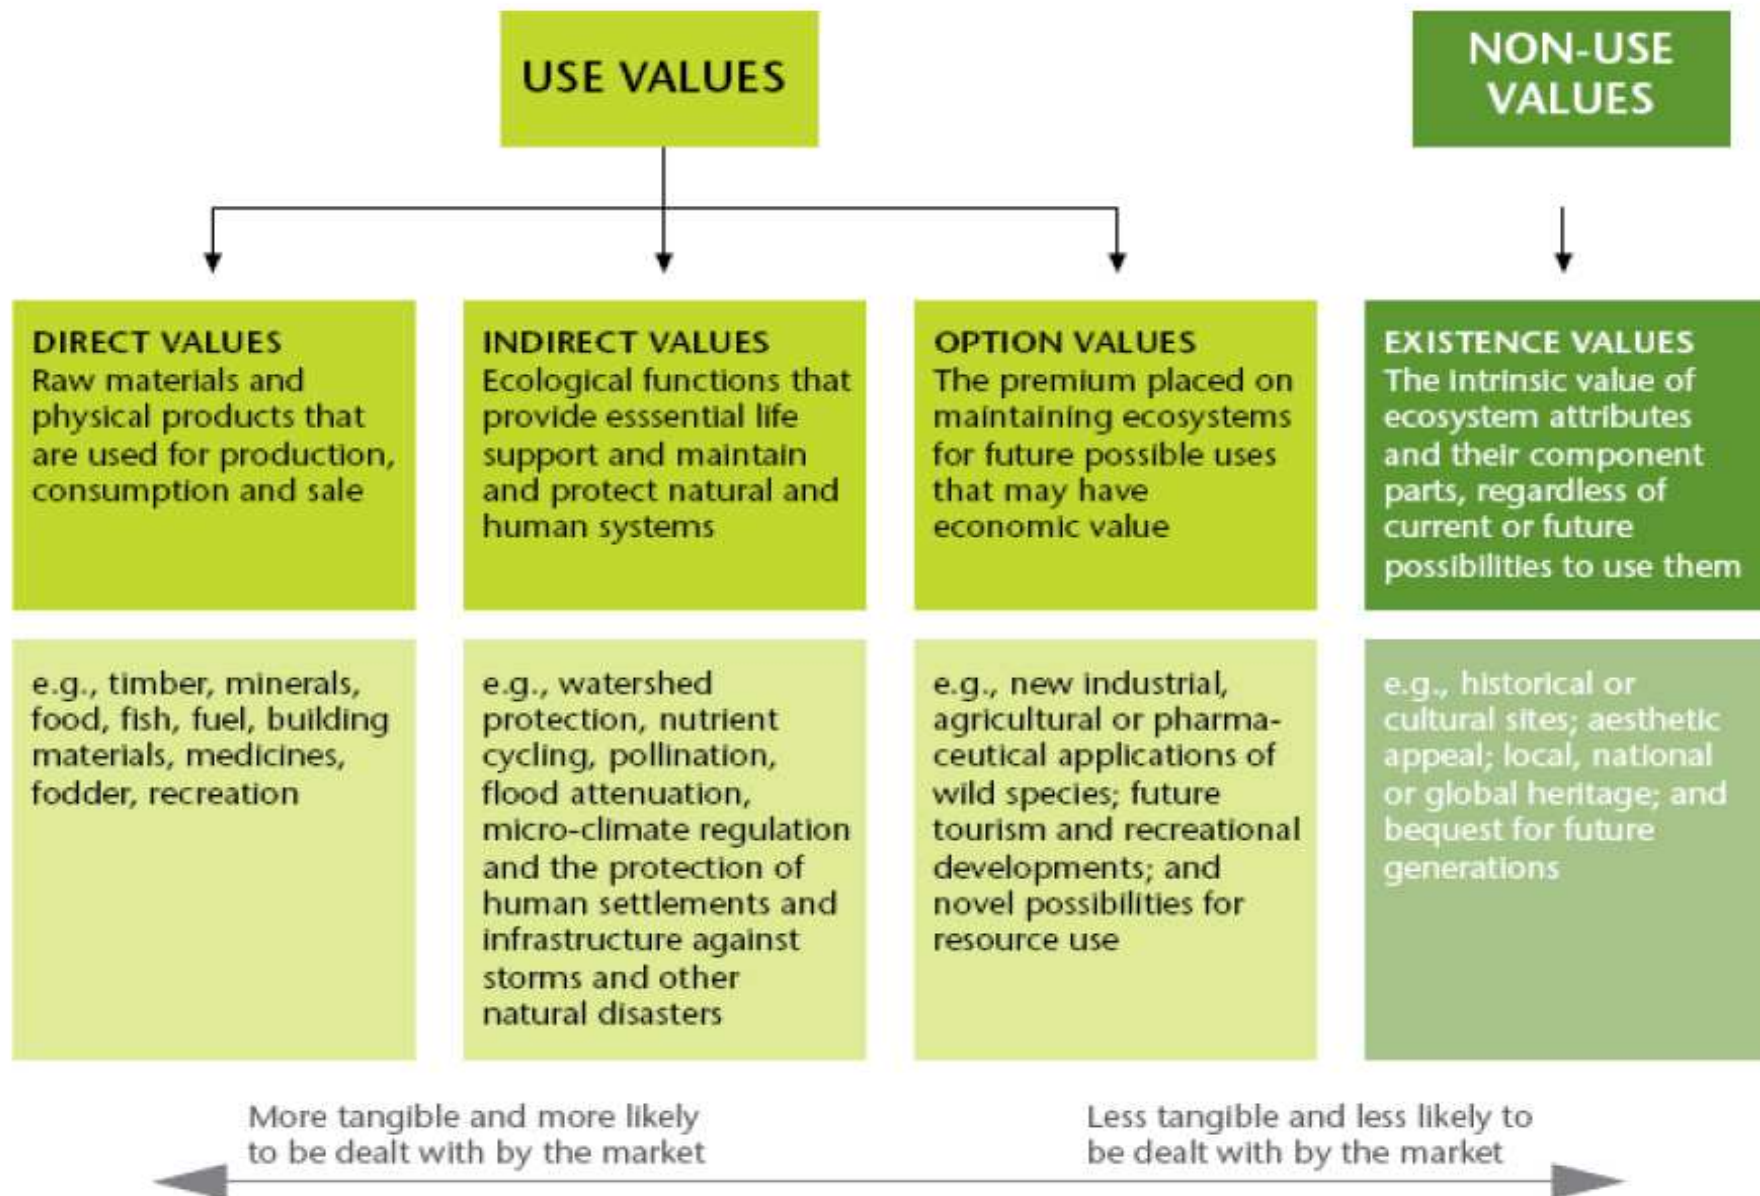 USE VALUES
NON-USE
VALUES
DIRECT VALUES
Raw materials and
physical products that
are used for production,
consumption and sale
INDIRECT VALUES
Ecological functions that
provide esssential life
support and maintain
and protect natural and
human systems
OPTION VALUES
The premium placed on
maintaining ecosystems
for future possible uses
that may have
economic value
EXISTENCE VALUES
The intrinsic value of
ecosystem attributes
and their component
parts, regardless of
current or future
possibilities to use them
e.g., timber, minerals,
food, fish, fuel, building
materials, medicines,
fodder, recreation
e.g., watershed
protection, nutrient
cycling, pollination,
flood attenuation,
micro-climate regulation
and the protection of
human settlements and
infrastructure against
storms and other
natural disasters
e.g., new industrial,
agricultural or pharma-
ceutical applications of
wild species; future
tourism and recreational
developments; and
novel possibilities for
resource use
e.g., historical or
cultural sites; aesthetic
appeal; local, national
or global heritage; and
bequest for future
generations
More tangible and more likely
to be dealt with by the market
Less tangible and less likely to
be dealt with by the market